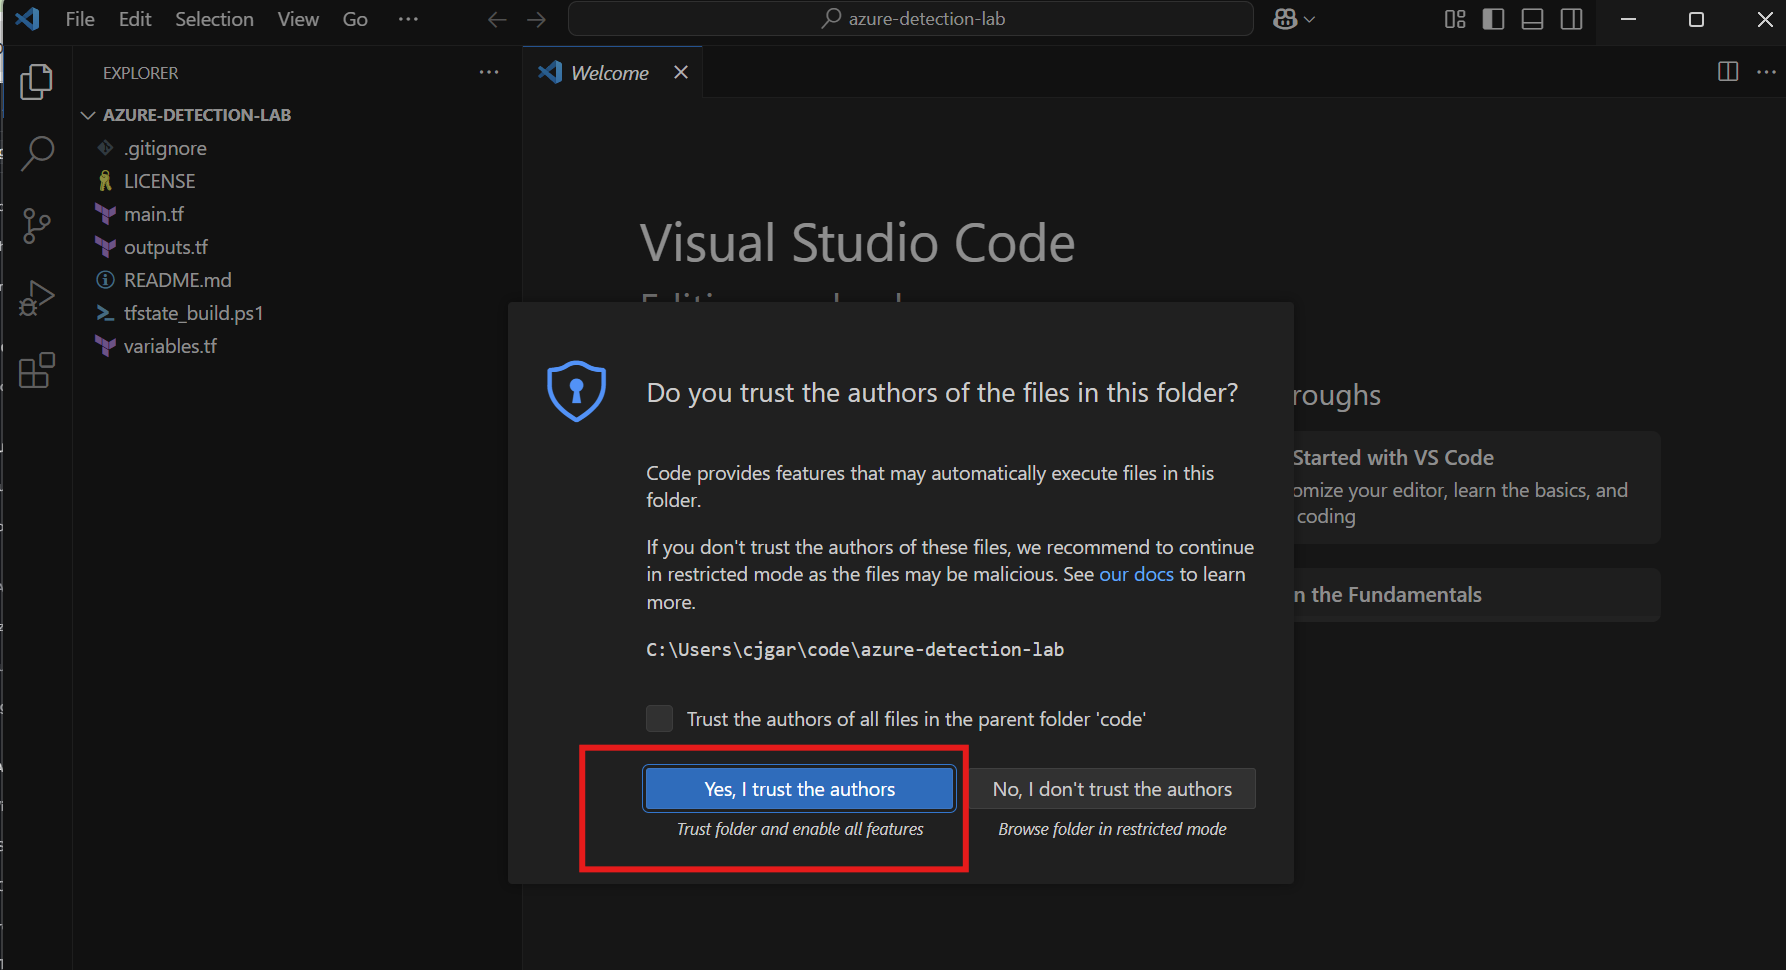 File Edit Selection View Go ···
azure-detection-lab
EXPLORER ···
Welcome
AZURE-DETECTION-LAB
.gitignore
LICENSE
main.tf
outputs.tf
README.md
tfstate_build.ps1
variables.tf
Visual Studio Code
Do you trust the authors of the files in this folder?
Code provides features that may automatically execute files in this
folder.
If you don't trust the authors of these files, we recommend to continue
in restricted mode as the files may be malicious. See our docs to learn
more.
C:\Users\cjgar\code\azure-detection-lab
Trust the authors of all files in the parent folder 'code'
Yes, I trust the authors
Trust folder and enable all features
No, I don't trust the authors
Browse folder in restricted mode
roughs
Started with VS Code
omize your editor, learn the basics, and
coding
n the Fundamentals